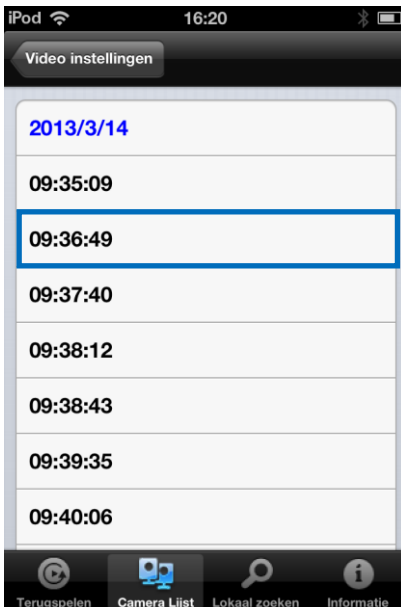 iPod 16:20
Video instellingen
2013/3/14
09:35:09
09:36:49
09:37:40
09:38:12
09:38:43
09:39:35
09:40:06
Terugspelen Camera Lijst Lokaal zoeken Informatie